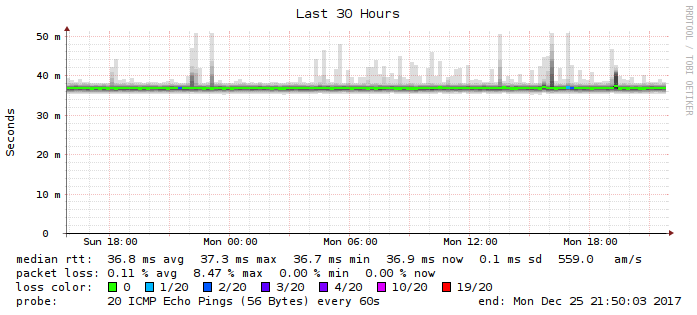 Last 30 Hours
RRDTOOL / TOBI OETIKER
Seconds
50 m
40 m
30 m
20 m
10 m
0
Sun 18:00 Mon 00:00 Mon 06:00 Mon 12:00 Mon 18:00
median rtt: 36.8 ms avg 37.3 ms max 36.7 ms min 36.9 ms now 0.1 ms sd 559.0 am/s
packet loss: 0.11 % avg 8.47 % max 0.00 % min 0.00 % now
loss color: 0 1/20 2/20 3/20 4/20 10/20 19/20
probe: 20 ICMP Echo Pings (56 Bytes) every 60s end: Mon Dec 25 21:50:03 2017